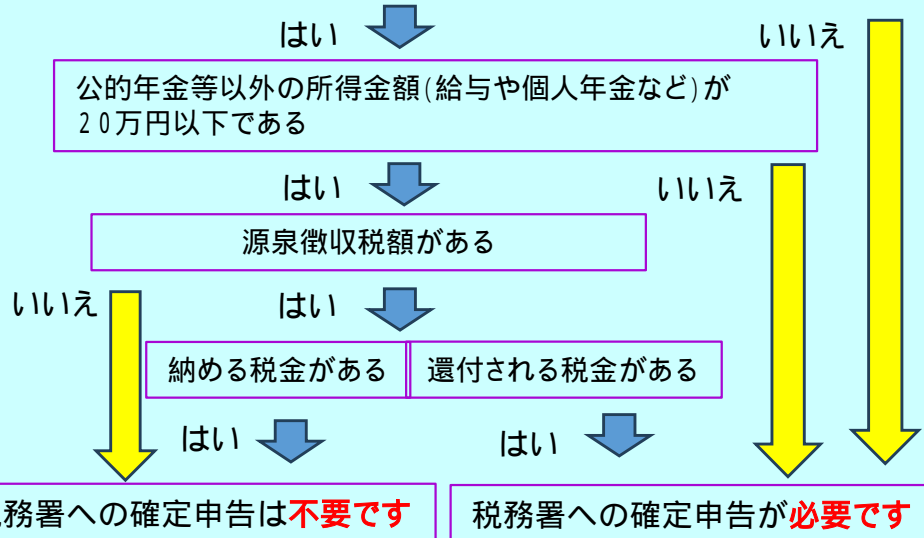 はい
いいえ
公的年金等以外の所得金額(給与や個人年金など)が
20万円以下である
はい
いいえ
源泉徴収税額がある
いいえ
はい
納める税金がある
還付される税金がある
はい
はい
務署への確定申告は不要です
税務署への確定申告が必要です